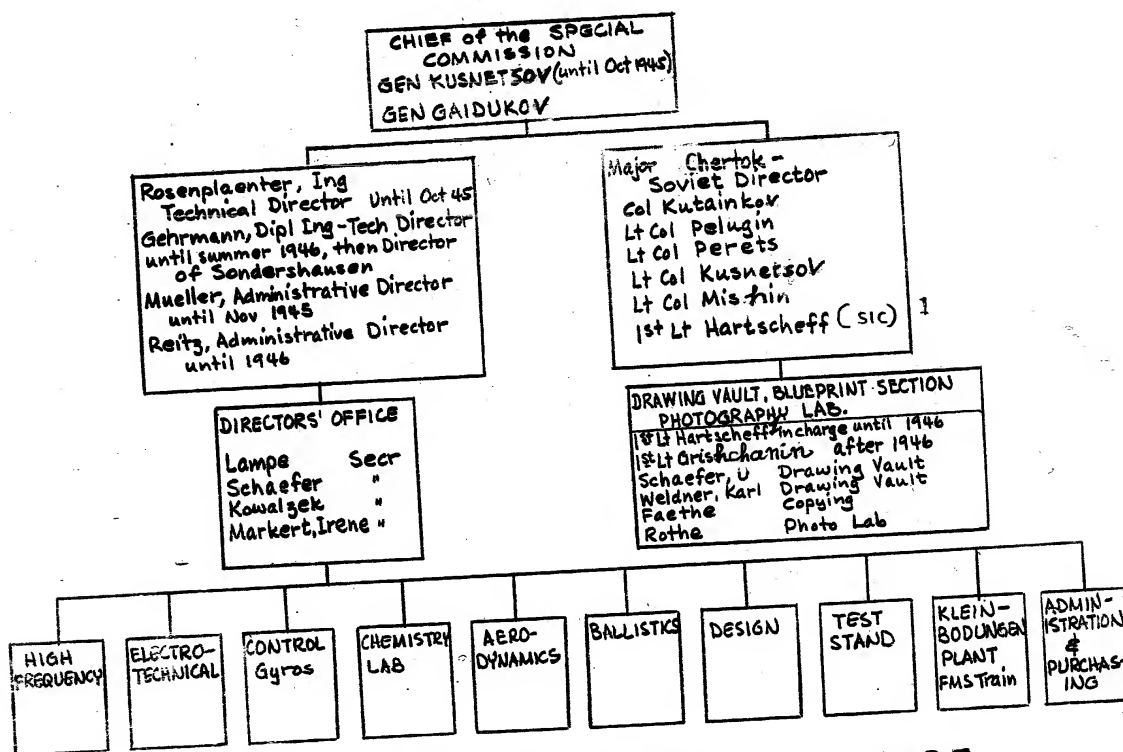 CHIEF of the SPECIAL
COMMISSION
GEN KUSNETSOV (until Oct 1945)
GEN GAIDUKOV
Rosenplaenter, Ing
Technical Director Until Oct 45
Gehrmann, Dipl Ing-Tech Director
until summer 1946, then Director
of Sondershausen
Mueller, Administrative Director
until Nov 1945
Reitz, Administrative Director
until 1946
Major Chertok -
Soviet Director
Col Kutainkov
Lt Col Pelugin
Lt Col Perets
Lt Col Kusnetsov
Lt Col Mishin
1st Lt Hartscheff (SIC)
DIRECTORS' OFFICE
Lampe Secr
Schaefer "
Kowalzek "
Markert, Irene "
DRAWING VAULT, BLUEPRINT SECTION
PHOTOGRAPHY LAB.
1st Lt Hartscheff incharge until 1946
1st Lt Grishchanin after 1946
Schaefer, U Drawing Vault
Weldner, Karl Drawing Vault
Faethe Copying
Rothe Photo Lab
HIGH
FREQUENCY
ELECTRO-
TECHNICAL
CONTROL
Gyros
CHEMISTRY
LAB
AERO-
DYNAMICS
BALLISTICS
DESIGN
TEST
STAND
KLEIN-
BODUNGEN
PLANT
FMS Train
ADMIN-
ISTRATION
&
PURCHAS-
ING